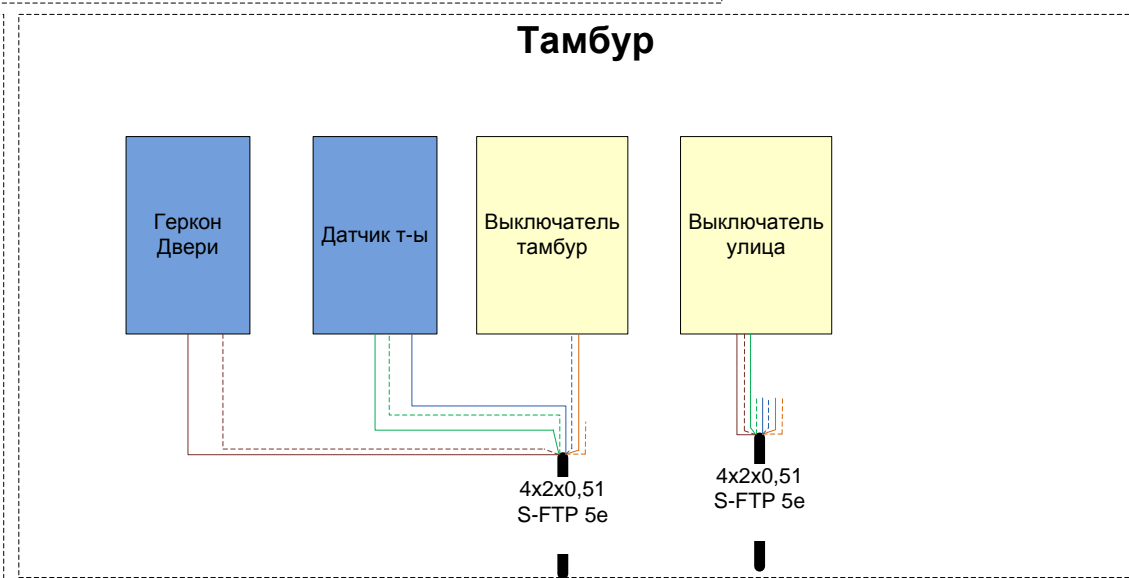 Тамбур
Геркон
Двери
Датчик т-ы
Выключатель
тамбур
Выключатель
улица
4x2x0,51
S-FTP 5e
4x2x0,51
S-FTP 5e